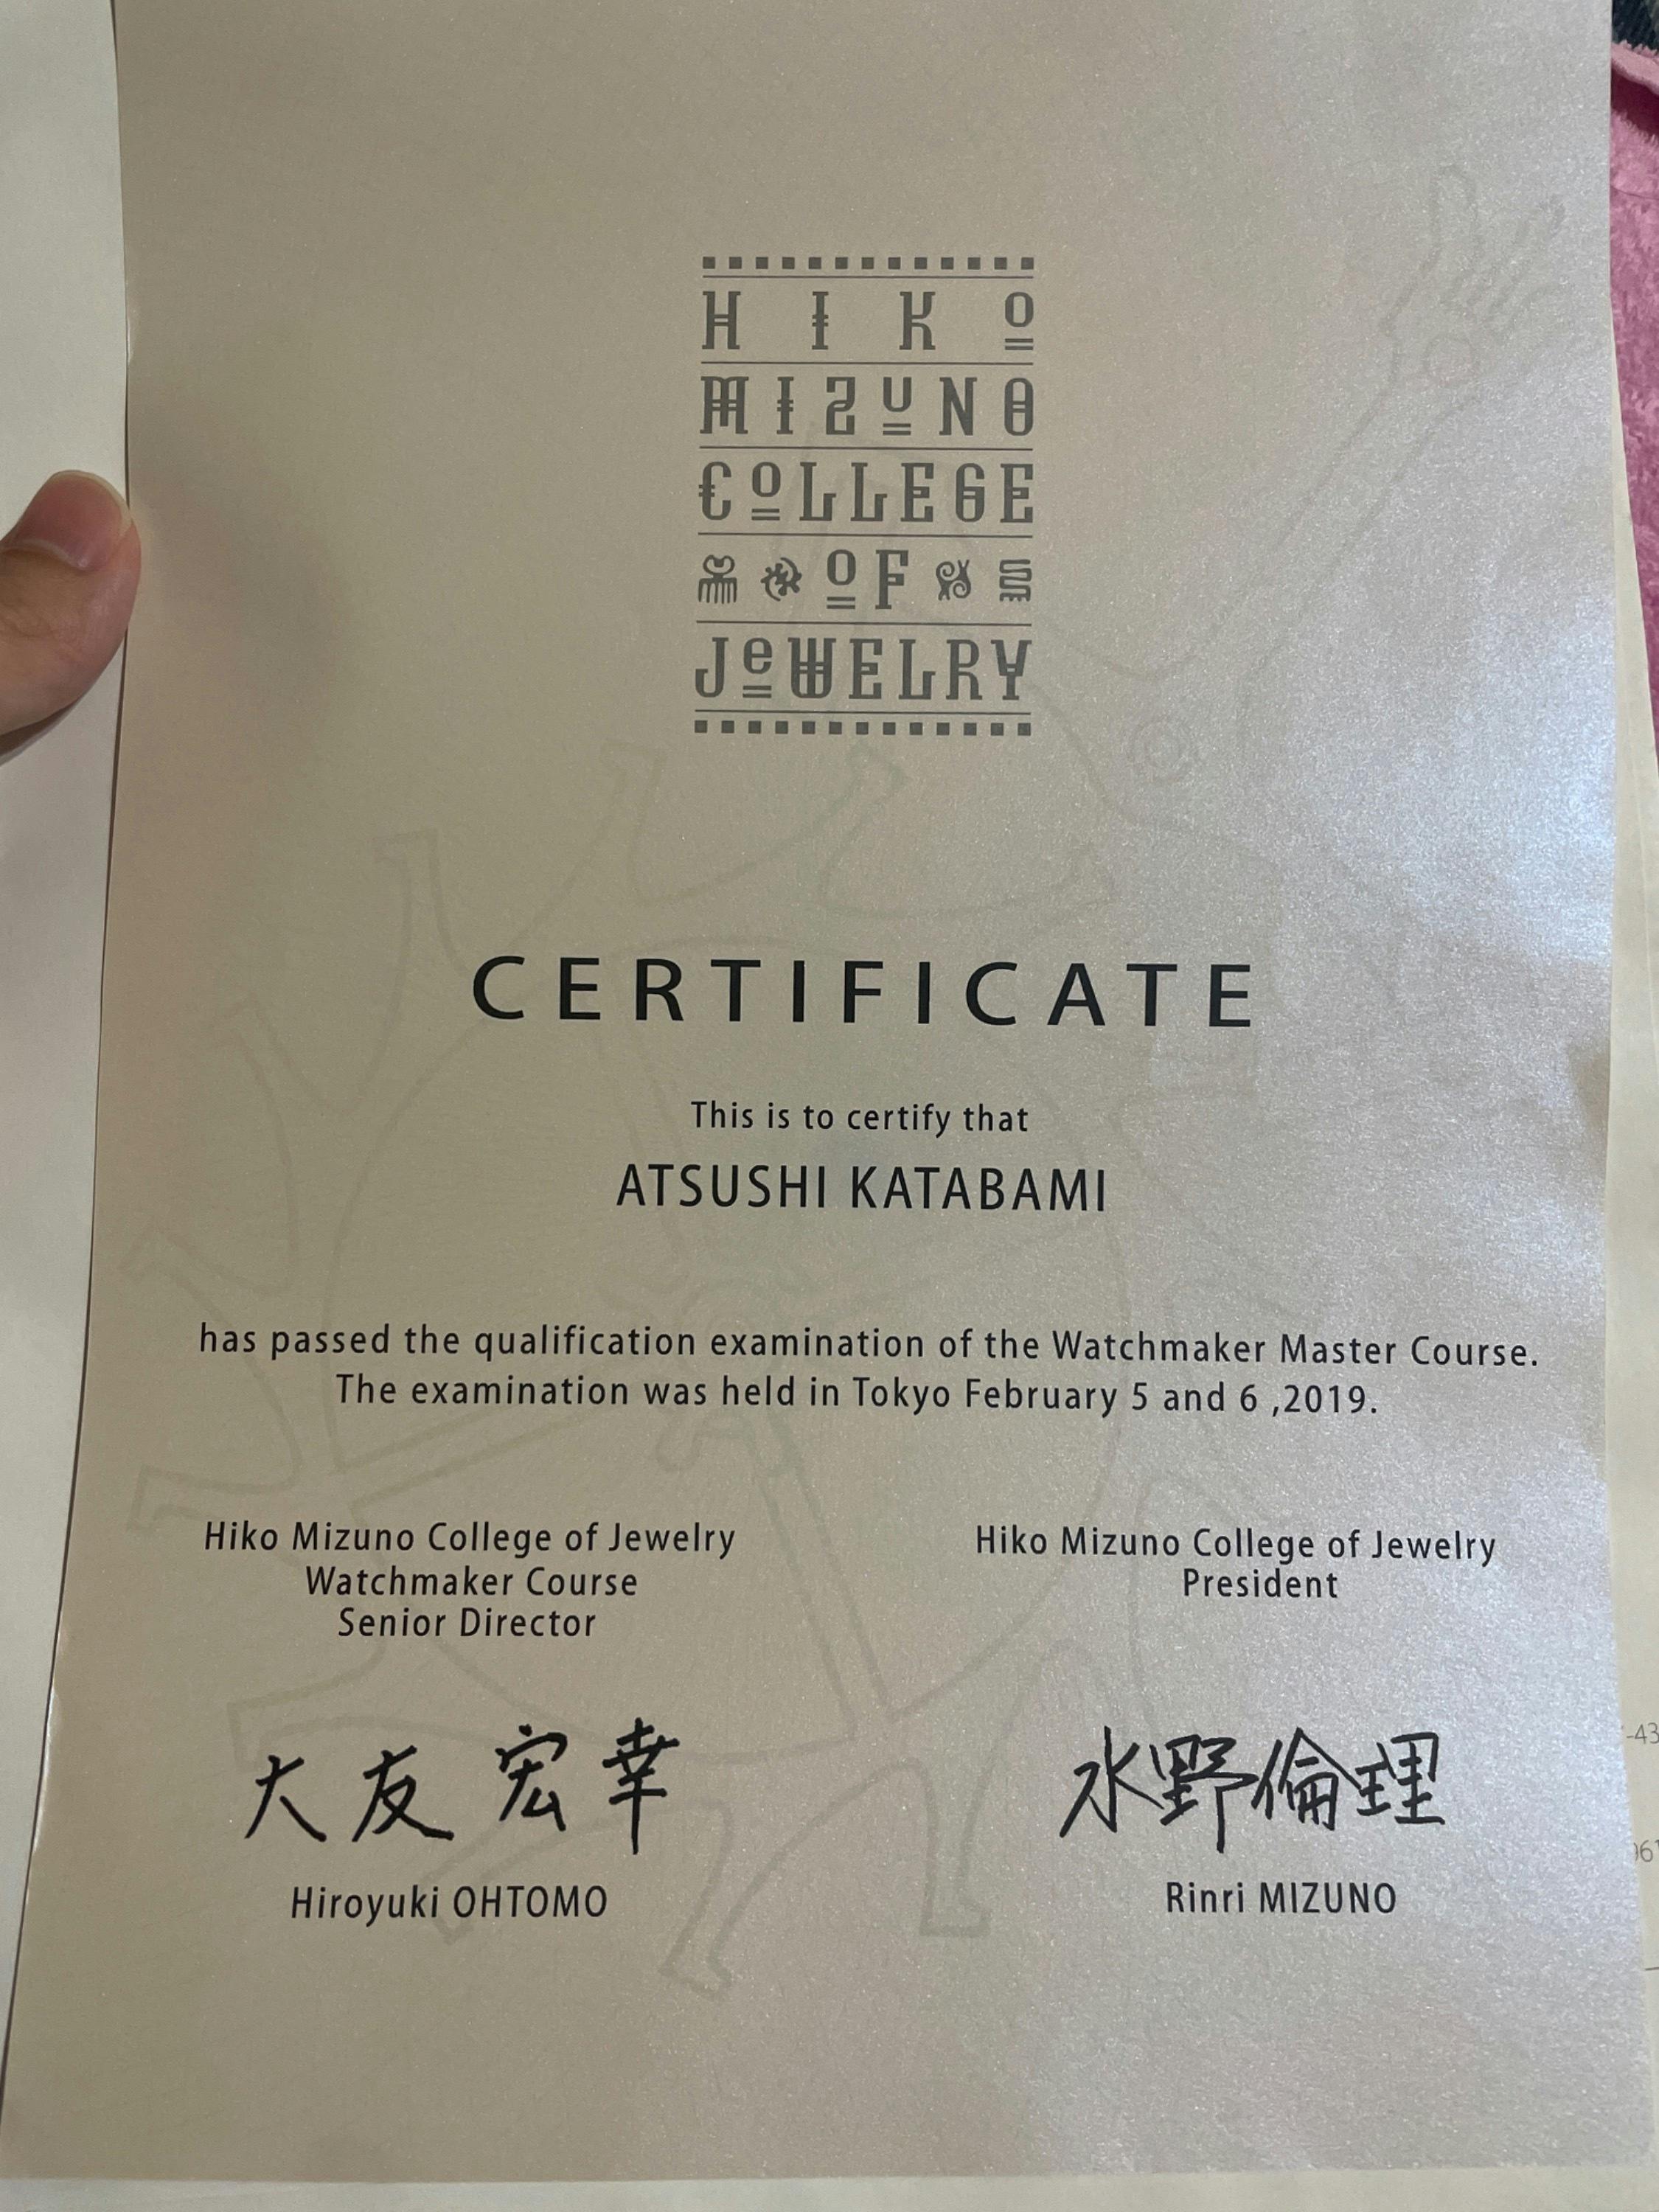 HIKO
MIZUNO
COLLEGE
OF
JeWELRY
CERTIFICATE
This is to certify that
ATSUSHI KATABAMI
has passed the qualification examination of the Watchmaker Master Course.
The examination was held in Tokyo February 5 and 6 ,2019.
Hiko Mizuno College of Jewelry
Watchmaker Course
Senior Director
大友 宏幸
Hiroyuki OHTOMO
Hiko Mizuno College of Jewelry
President
水野倫理
Rinri MIZUNO
-43